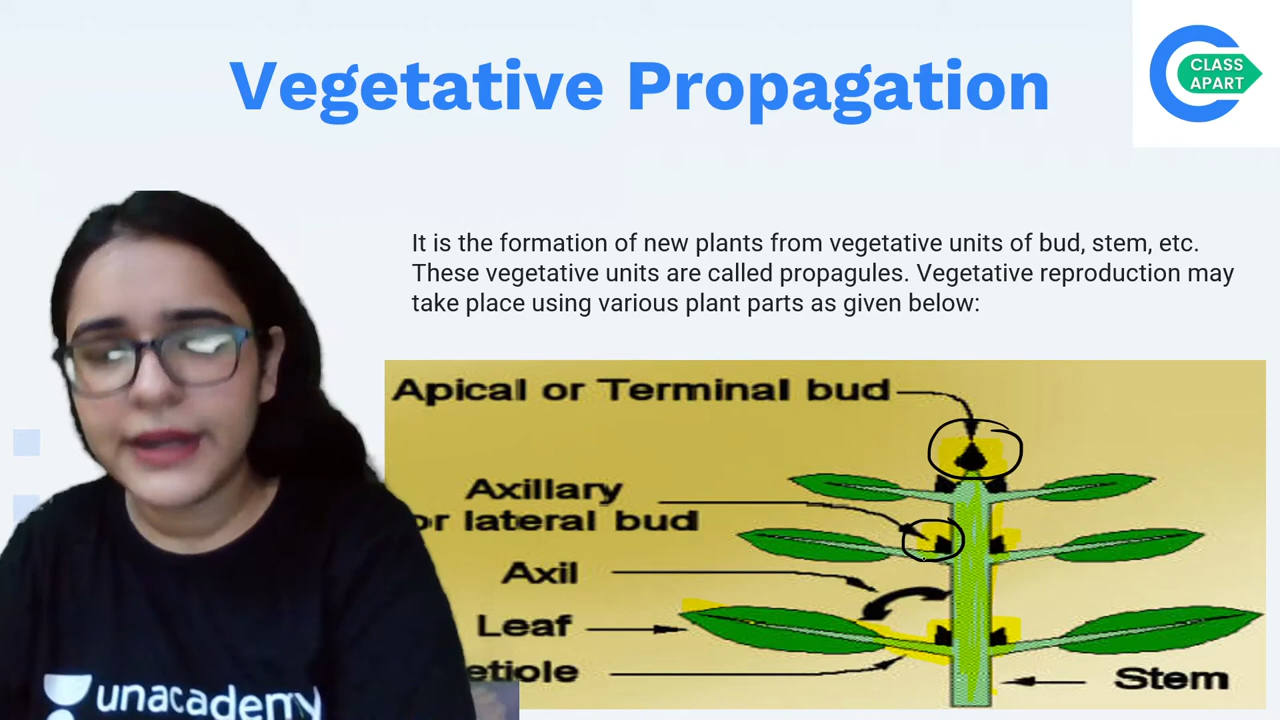 Vegetative Propagation
CLASS
APART
It is the formation of new plants from vegetative units of bud, stem, etc.
These vegetative units are called propagules. Vegetative reproduction may
take place using various plant parts as given below:
Apical or Terminal bud
Axillary
or lateral bud
Axil
Leaf
etiole
Stem
unacademy